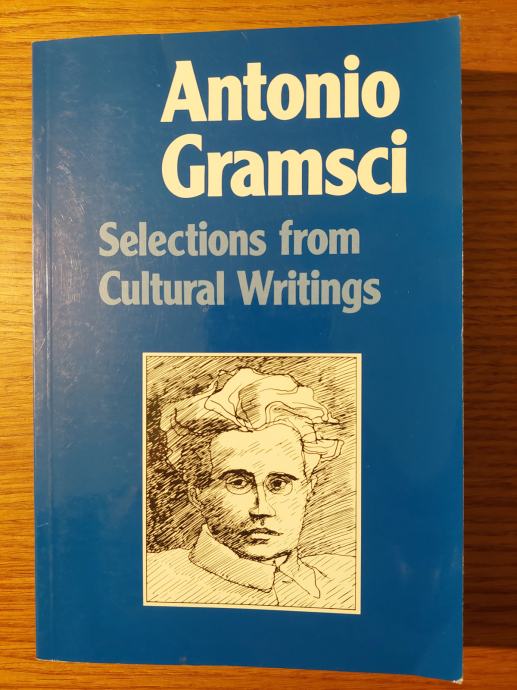 Antonio
Gramsci
Selections from
Cultural Writings